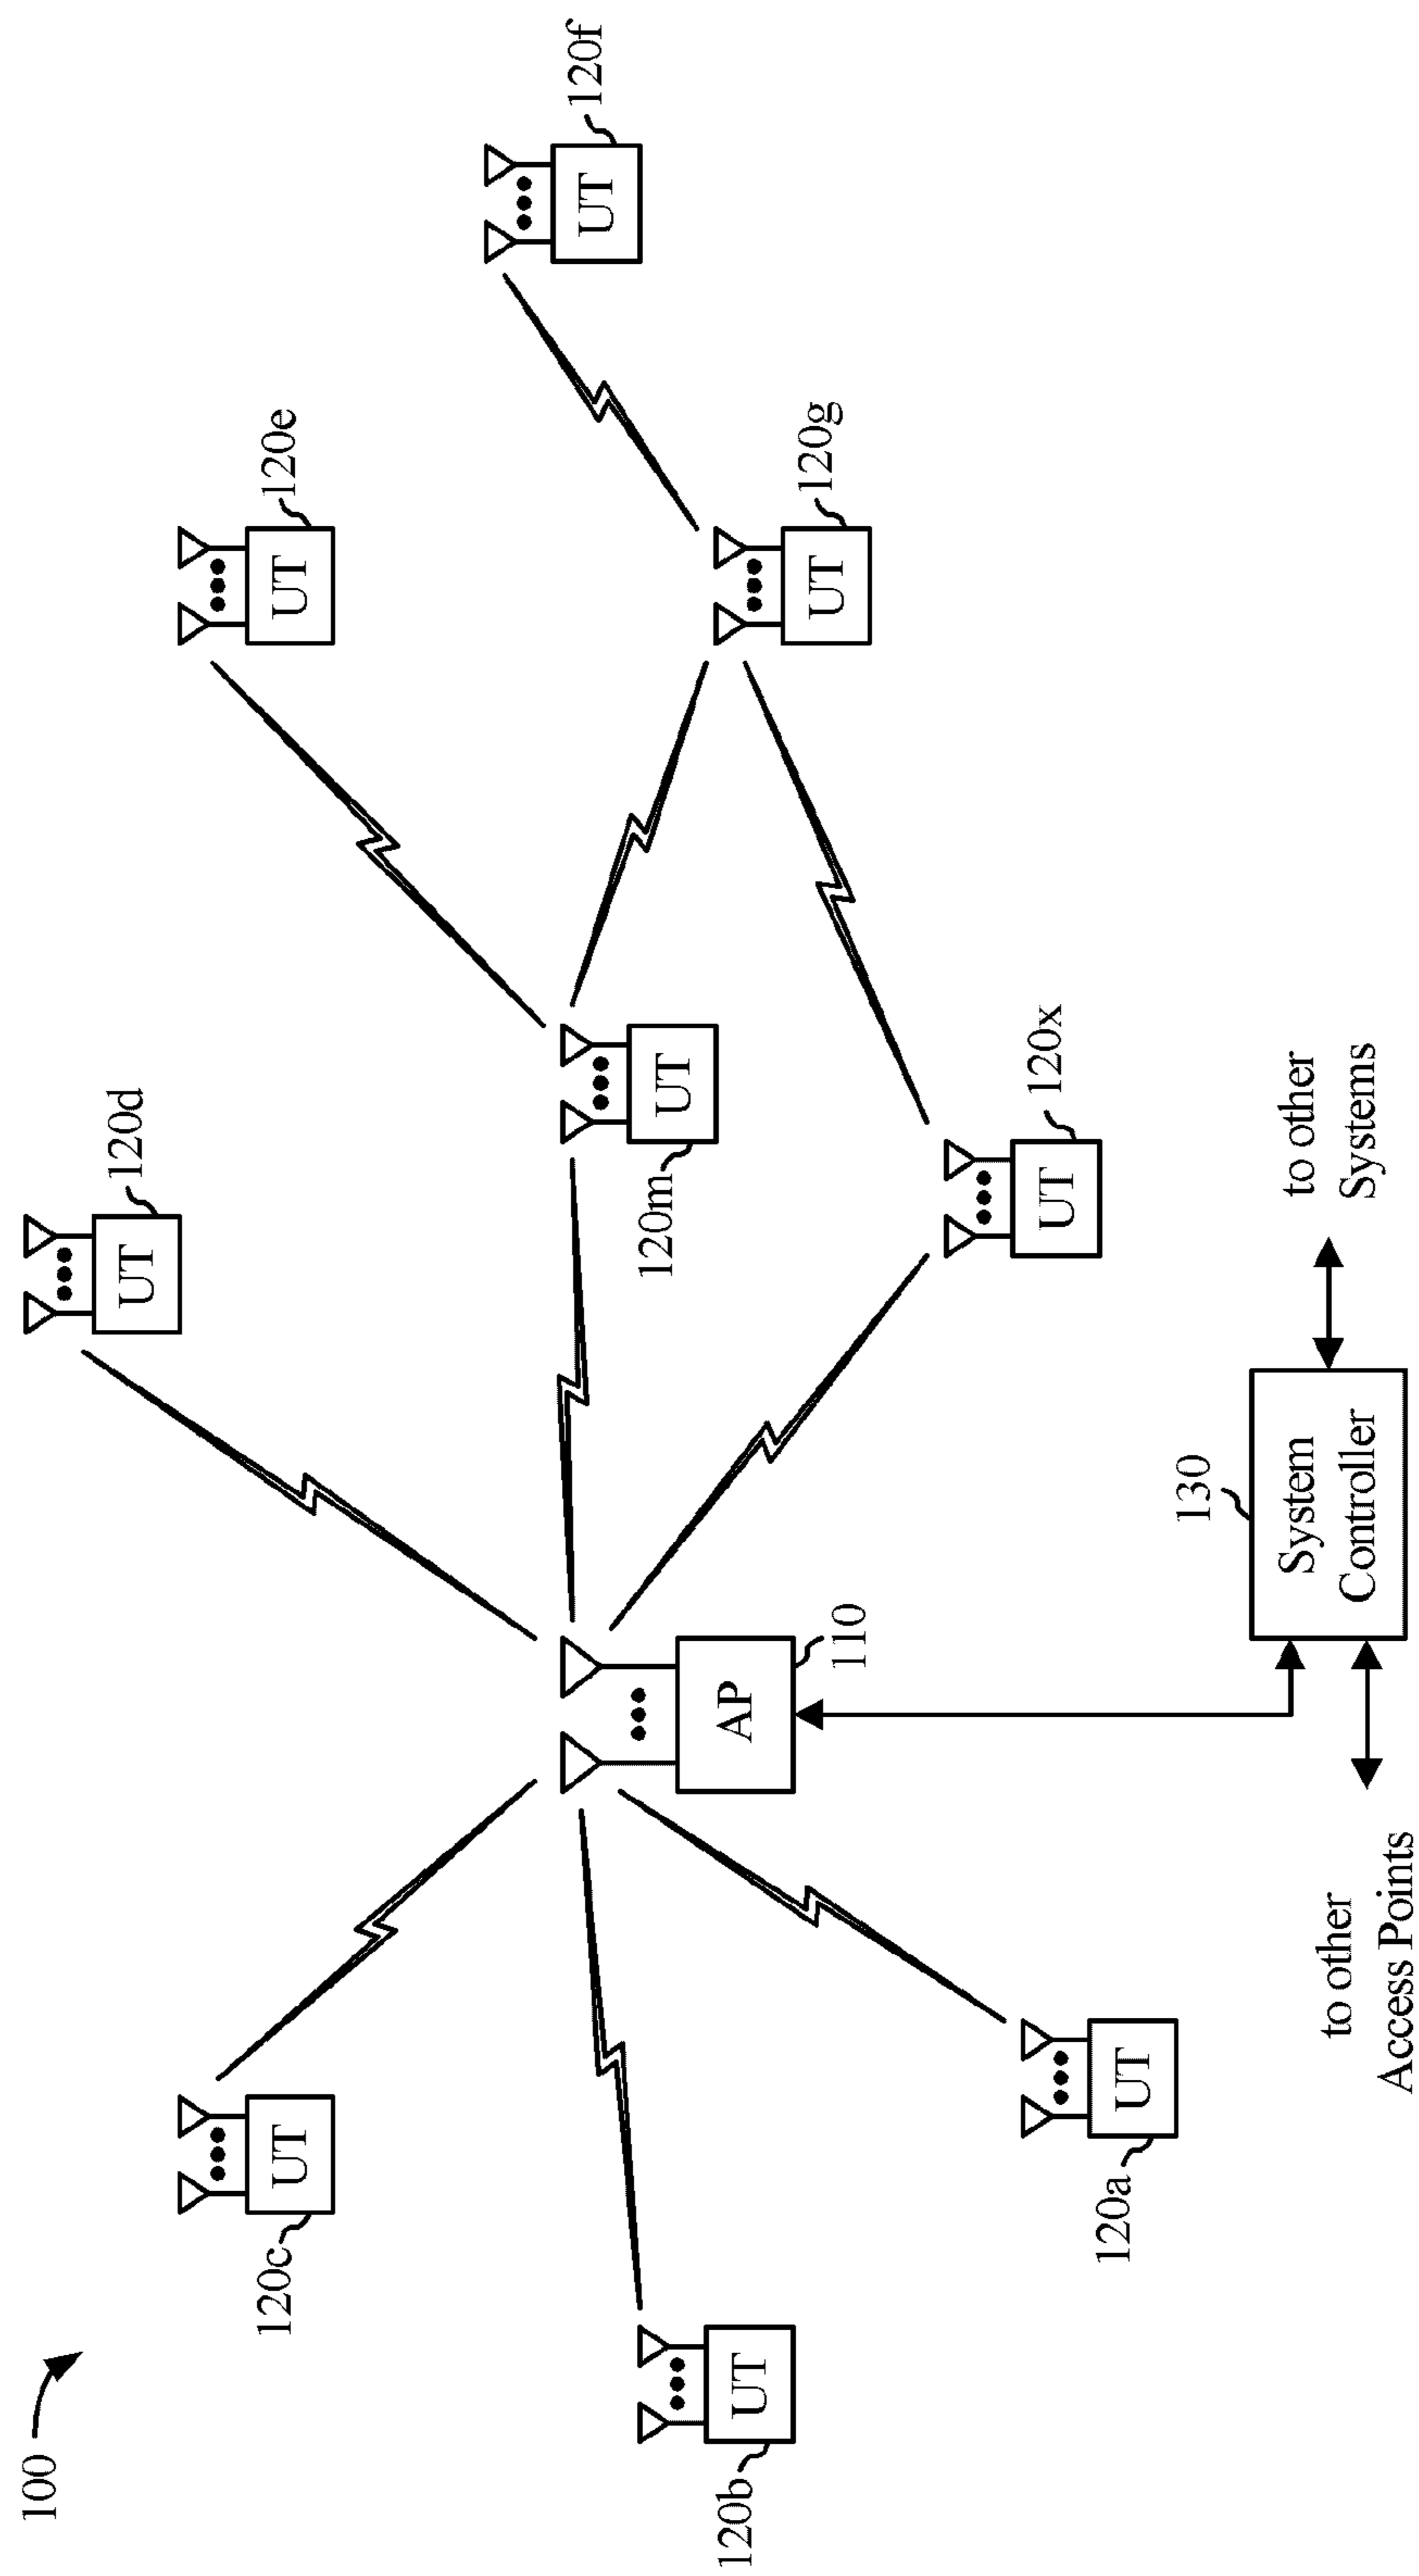 100
UT
120d
UT
120c
UT
120e
UT
120f
UT
120b
AP
110
UT
120m
UT
120g
UT
120x
UT
120a
130
System
Controller
to other
Systems
to other
Access Points